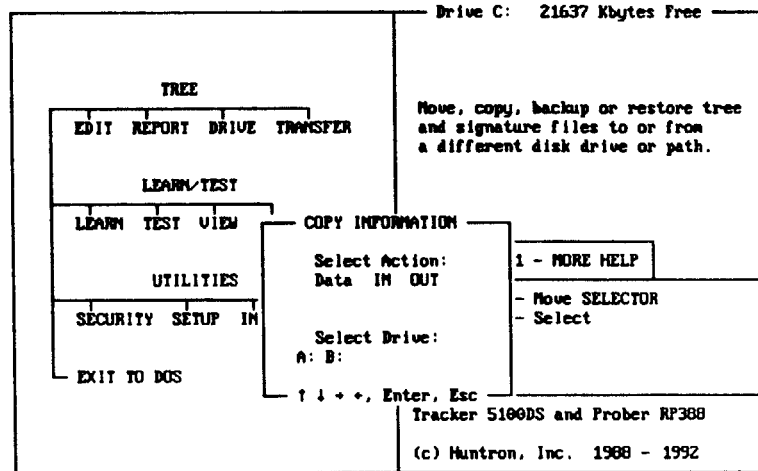 Drive C: 21637 Kbytes Free
TREE
EDIT REPORT DRIVE TRANSFER
Move, copy, backup or restore tree
and signature files to or from
a different disk drive or path.
LEARN/TEST
LEARN TEST VIEW
COPY INFORMATION
Select Action:
Data IN OUT
Select Drive:
A: B:
↑ ↓ → ←, Enter, Esc
1 - MORE HELP
- Move SELECTOR
- Select
UTILITIES
SECURITY SETUP IN
EXIT TO DOS
Tracker 5100DS and Prober RP388
(c) Huntron, Inc. 1988 - 1992